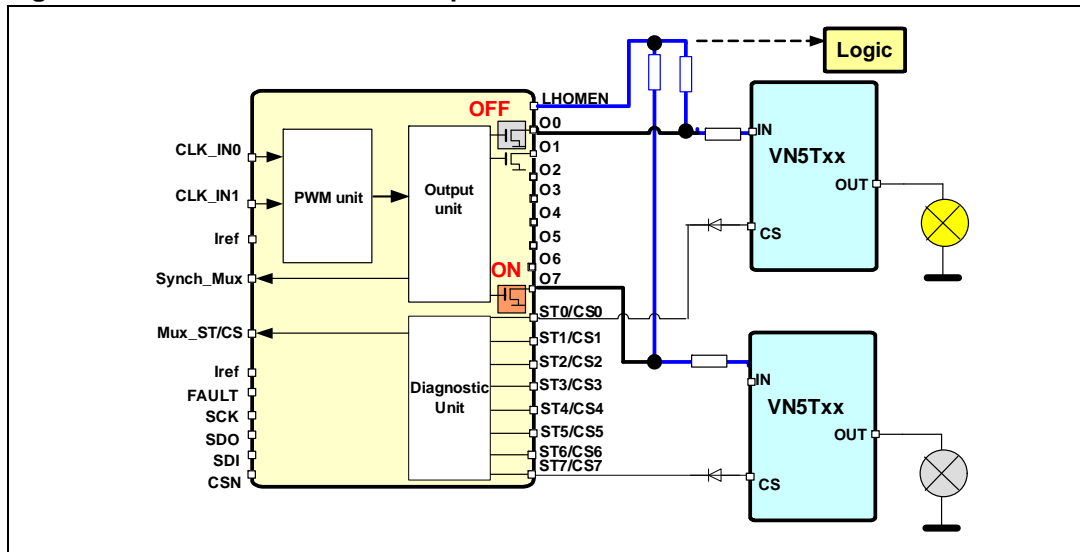 Logic
LHOMEN
OFF
O0
O1
O2
O3
O4
O5
O6
O7
ON
CLK_IN0
CLK_IN1
Iref
Synch_Mux
Mux_ST/CS
Iref
FAULT
SCK
SDO
SDI
CSN
PWM unit
Output
unit
Diagnostic
Unit
ST0/CS0
ST1/CS1
ST2/CS2
ST3/CS3
ST4/CS4
ST5/CS5
ST6/CS6
ST7/CS7
IN
VN5Txx
OUT
CS
IN
VN5Txx
OUT
CS